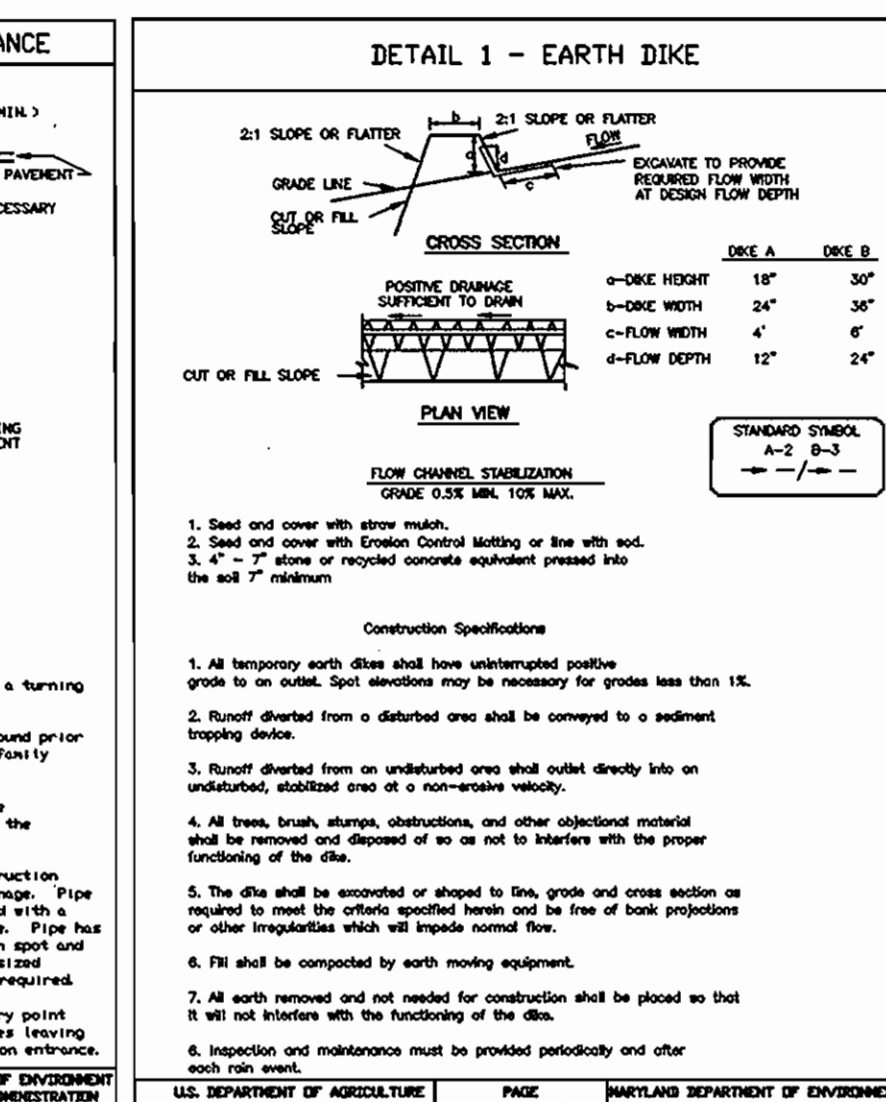 ANCE
MIN.)
PAVEMENT
CESSARY
a turning
ound prior
family
e
the
ruction
nage. Pipe
d with a
e. Pipe has
n spot and
sized
required.
ry point
es leaving
on entrance.
OF ENVIRONMENT
DETAIL 1 - EARTH DIKE
b
2:1 SLOPE OR FLATTER
2:1 SLOPE OR FLATTER
FLOW
a
d
c
EXCAVATE TO PROVIDE
REQUIRED FLOW WIDTH
AT DESIGN FLOW DEPTH
GRADE LINE
CUT OR FILL
SLOPE
CROSS SECTION
DIKE A DIKE B
a-DIKE HEIGHT 18" 30"
b-DIKE WIDTH 24" 36"
c-FLOW WIDTH 4' 6'
d-FLOW DEPTH 12" 24"
POSITIVE DRAINAGE
SUFFICIENT TO DRAIN
CUT OR FILL SLOPE
PLAN VIEW
STANDARD SYMBOL
A-2 B-3
FLOW CHANNEL STABILIZATION
GRADE 0.5% MIN. 10% MAX.
1. Seed and cover with straw mulch.
2. Seed and cover with Erosion Control Matting or line with sod.
3. 4" - 7" stone or recycled concrete equivalent pressed into
the soil 7" minimum
Construction Specifications
1. All temporary earth dikes shall have uninterrupted positive
grade to an outlet. Spot elevations may be necessary for grades less than 1%.
2. Runoff diverted from a disturbed area shall be conveyed to a sediment
trapping device.
3. Runoff diverted from an undisturbed area shall outlet directly into an
undisturbed, stabilized area at a non-erosive velocity.
4. All trees, brush, stumps, obstructions, and other objectional material
shall be removed and disposed of so as not to interfere with the proper
functioning of the dike.
5. The dike shall be excavated or shaped to line, grade and cross section as
required to meet the criteria specified herein and be free of bank projections
or other irregularities which will impede normal flow.
6. Fill shall be compacted by earth moving equipment.
7. All earth removed and not needed for construction shall be placed so that
it will not interfere with the functioning of the dike.
6. Inspection and maintenance must be provided periodically and after
each rain event.
U.S. DEPARTMENT OF AGRICULTURE PAGE MARYLAND DEPARTMENT OF ENVIRONMENT